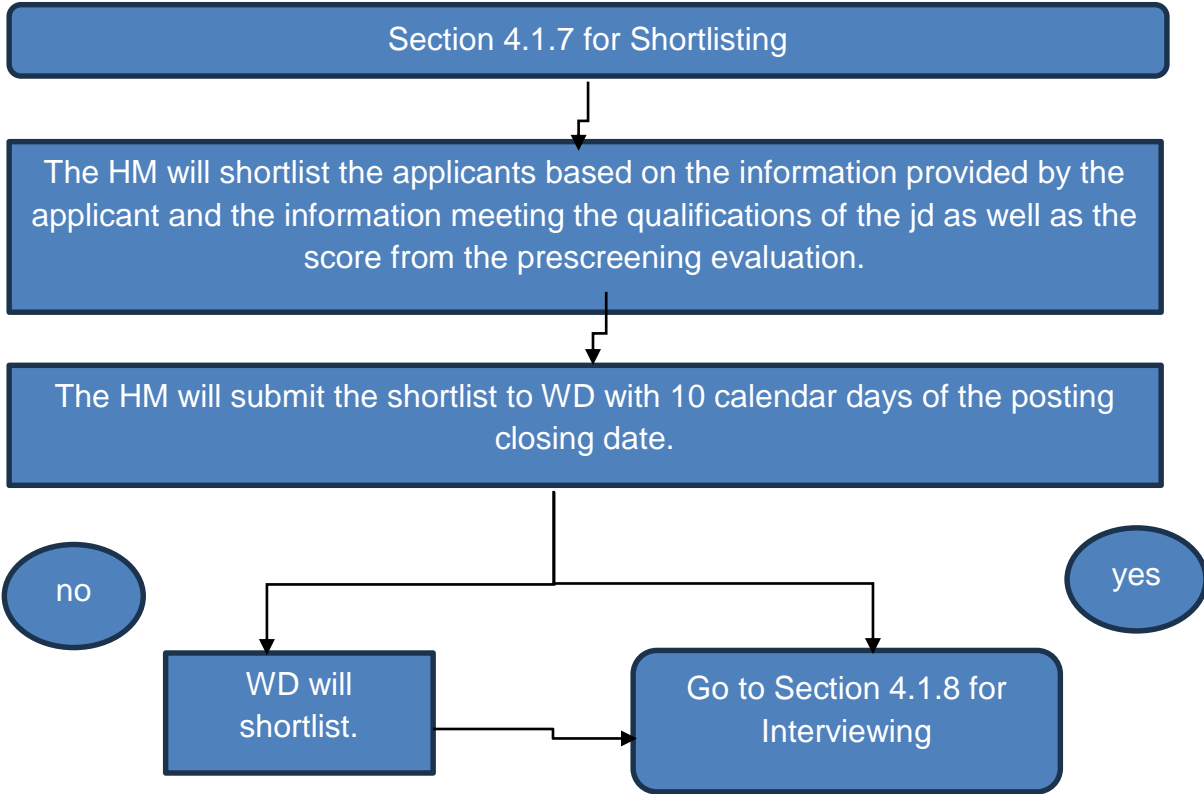 Section 4.1.7 for Shortlisting
The HM will shortlist the applicants based on the information provided by the
applicant and the information meeting the qualifications of the jd as well as the
score from the prescreening evaluation.
The HM will submit the shortlist to WD with 10 calendar days of the posting
closing date.
no
yes
WD will
shortlist.
Go to Section 4.1.8 for
Interviewing